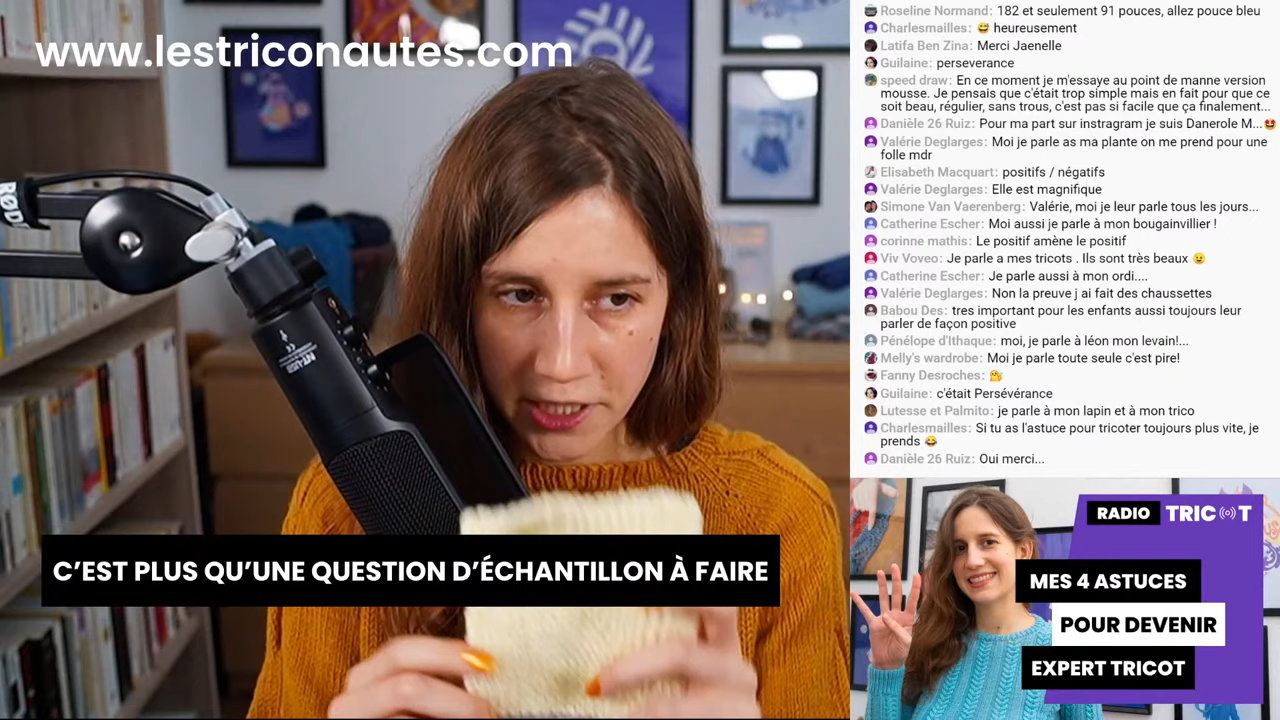 www.lestriconautes.com
RØD
NT-USB
C'EST PLUS QU'UNE QUESTION D'ÉCHANTILLON À FAIRE
Roseline Normand: 182 et seulement 91 pouces, allez pouce bleu
Charlesmailles: 😅 heureusement
Latifa Ben Zina: Merci Jaenelle
Guilaine: perseverance
speed draw: En ce moment je m'essaye au point de manne version
mousse. Je pensais que c'était trop simple mais en fait pour que ce
soit beau, régulier, sans trous, c'est pas si facile que ça finalement...
Danièle 26 Ruiz: Pour ma part sur instragram je suis Danerole M...🤩
Valérie Deglarges: Moi je parle as ma plante on me prend pour une
folle mdr
Elisabeth Macquart: positifs / négatifs
Valérie Deglarges: Elle est magnifique
Simone Van Vaerenberg: Valérie, moi je leur parle tous les jours...
Catherine Escher: Moi aussi je parle à mon bougainvillier !
corinne mathis: Le positif amène le positif
Viv Voveo: Je parle a mes tricots . Ils sont très beaux 😉
Catherine Escher: Je parle aussi à mon ordi....
Valérie Deglarges: Non la preuve j ai fait des chaussettes
Babou Des: tres important pour les enfants aussi toujours leur
parler de façon positive
Pénélope d'Ithaque: moi, je parle à léon mon levain!...
Melly's wardrobe: Moi je parle toute seule c'est pire!
Fanny Desroches: 🥳
Guilaine: c'était Persévérance
Lutesse et Palmito: je parle à mon lapin et à mon trico
Charlesmailles: Si tu as l'astuce pour tricoter toujours plus vite, je
prends 😂
Danièle 26 Ruiz: Oui merci...
RADIO TRICOT
MES 4 ASTUCES
POUR DEVENIR
EXPERT TRICOT